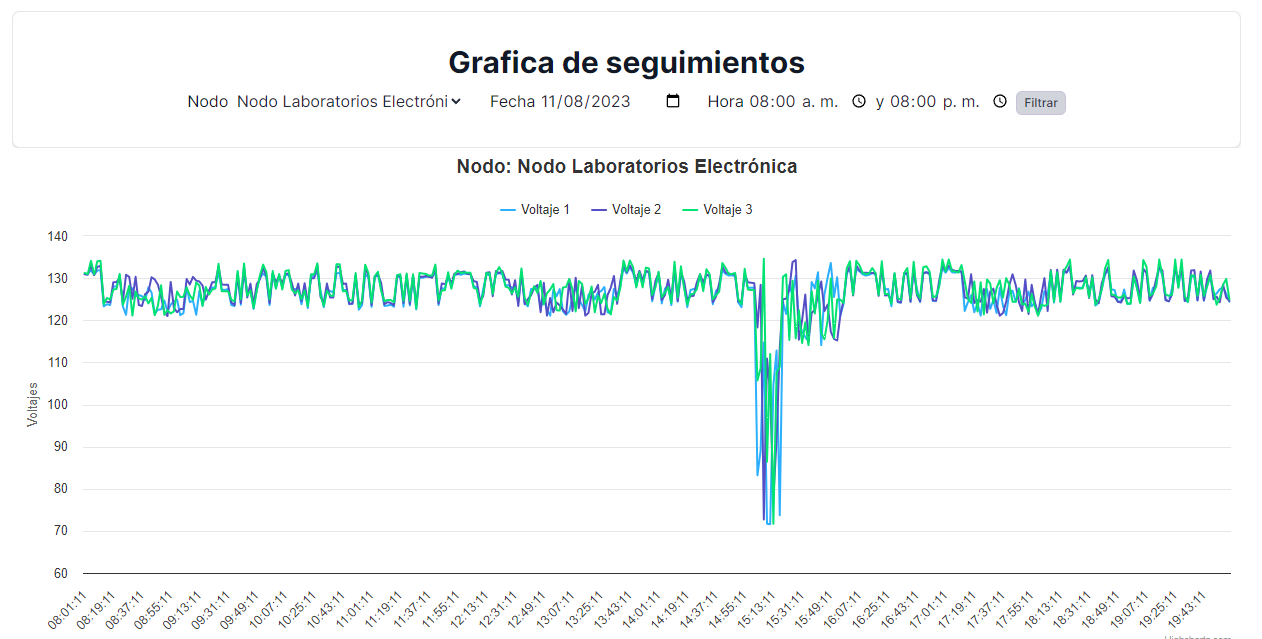 Grafica de seguimientos
Nodo Nodo Laboratorios Electróni Fecha 11/08/2023 Hora 08:00 a. m. y 08:00 p. m. Filtrar
Nodo: Nodo Laboratorios Electrónica
Voltaje 1 Voltaje 2 Voltaje 3
140
130
120
110
100
90
80
70
60
Voltajes
08:01:11 08:19:11 08:37:11 08:55:11 09:13:11 09:31:11 09:49:11 10:07:11 10:25:11 10:43:11 11:01:11 11:19:11 11:37:11 11:55:11 12:13:11 12:31:11 12:49:11 13:07:11 13:25:11 13:43:11 14:01:11 14:19:11 14:37:11 14:55:11 15:13:11 15:31:11 15:49:11 16:07:11 16:25:11 16:43:11 17:01:11 17:19:11 17:37:11 17:55:11 18:13:11 18:31:11 18:49:11 19:07:11 19:25:11 19:43:11